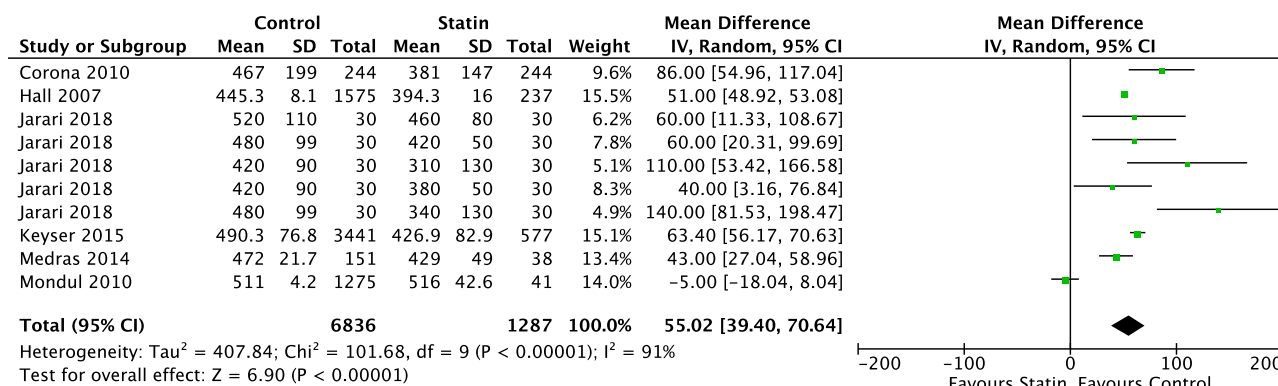 Control Statin Mean Difference Mean Difference
Study or Subgroup Mean SD Total Mean SD Total Weight IV, Random, 95% CI IV, Random, 95% CI
Corona 2010 467 199 244 381 147 244 9.6% 86.00 [54.96, 117.04]
Hall 2007 445.3 8.1 1575 394.3 16 237 15.5% 51.00 [48.92, 53.08]
Jarari 2018 520 110 30 460 80 30 6.2% 60.00 [11.33, 108.67]
Jarari 2018 480 99 30 420 50 30 7.8% 60.00 [20.31, 99.69]
Jarari 2018 420 90 30 310 130 30 5.1% 110.00 [53.42, 166.58]
Jarari 2018 420 90 30 380 50 30 8.3% 40.00 [3.16, 76.84]
Jarari 2018 480 99 30 340 130 30 4.9% 140.00 [81.53, 198.47]
Keyser 2015 490.3 76.8 3441 426.9 82.9 577 15.1% 63.40 [56.17, 70.63]
Medras 2014 472 21.7 151 429 49 38 13.4% 43.00 [27.04, 58.96]
Mondul 2010 511 4.2 1275 516 42.6 41 14.0% −5.00 [−18.04, 8.04]
Total (95% CI) 6836 1287 100.0% 55.02 [39.40, 70.64]
Heterogeneity: Tau² = 407.84; Chi² = 101.68, df = 9 (P < 0.00001); I² = 91%
Test for overall effect: Z = 6.90 (P < 0.00001)
−200 −100 0 100 200
Favours Statin Favours Control